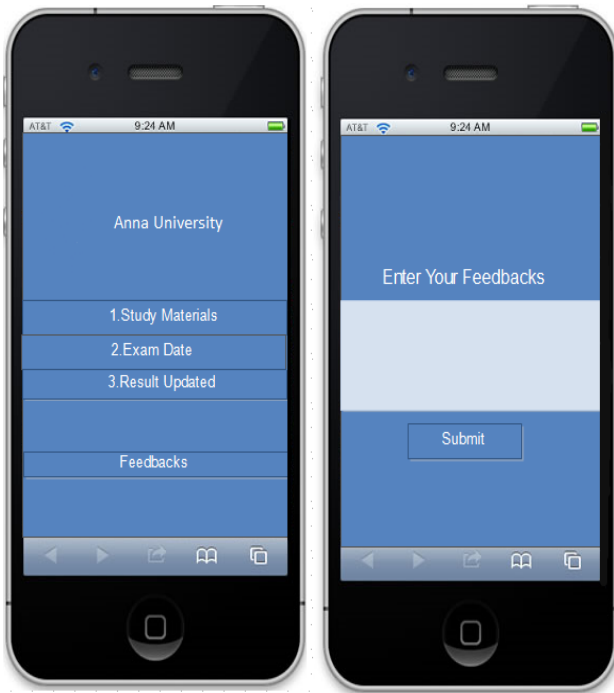 AT&T 9:24 AM
Anna University
1.Study Materials
2.Exam Date
3.Result Updated
Feedbacks
AT&T 9:24 AM
Enter Your Feedbacks
Submit